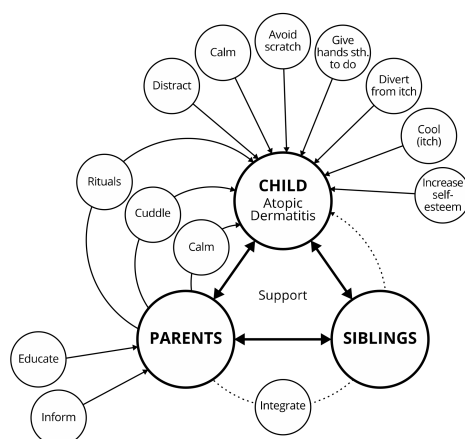 Avoid
scratch
Give
hands sth.
to do
Calm
Distract
Divert
from itch
Cool
(itch)
Rituals
CHILD
Atopic
Dermatitis
Increase
self-
esteem
Cuddle
Calm
Support
PARENTS
SIBLINGS
Educate
Inform
Integrate